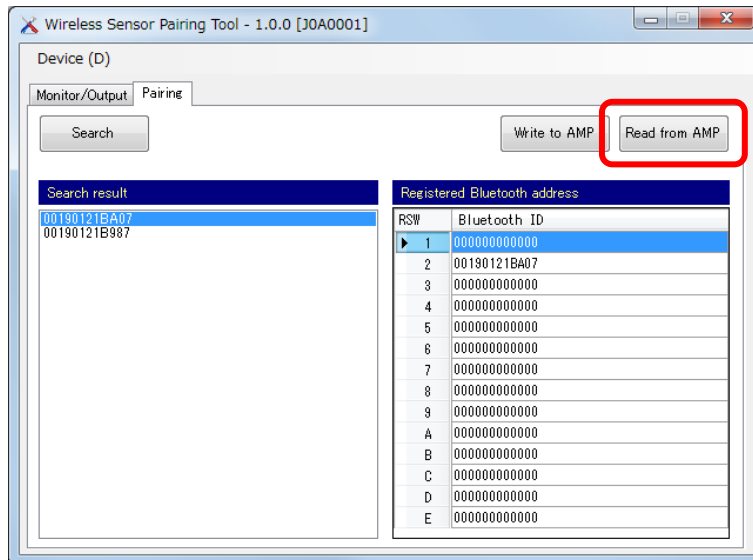 Wireless Sensor Pairing Tool - 1.0.0 [J0A0001]
Device (D)
Monitor/Output Pairing
Search Write to AMP Read from AMP
Search result
00190121BA07
00190121B987
Registered Bluetooth address
RSW Bluetooth ID
1 000000000000
2 00190121BA07
3 000000000000
4 000000000000
5 000000000000
6 000000000000
7 000000000000
8 000000000000
9 000000000000
A 000000000000
B 000000000000
C 000000000000
D 000000000000
E 000000000000